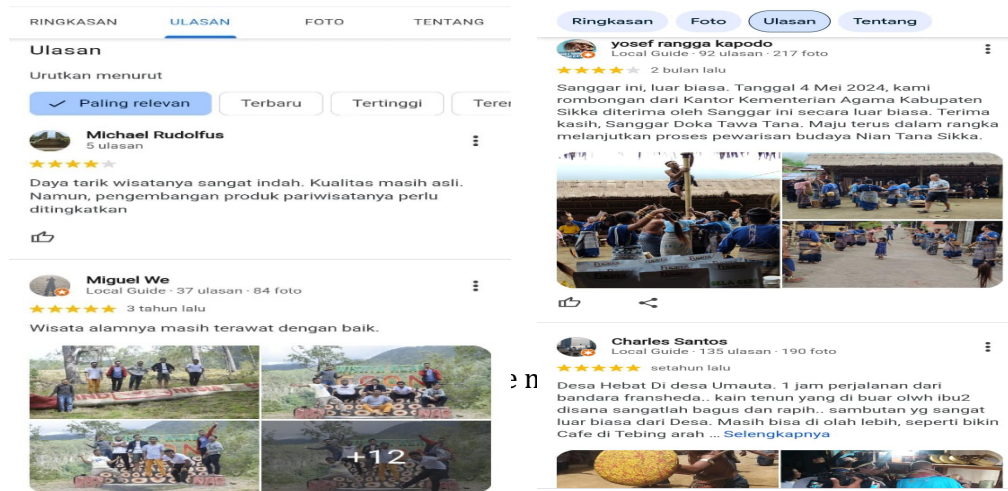 RINGKASAN ULASAN FOTO TENTANG
Ulasan
Urutkan menurut
Paling relevan Terbaru Tertinggi Teren
Michael Rudolfus
5 ulasan
Daya tarik wisatanya sangat indah. Kualitas masih asli.
Namun, pengembangan produk pariwisatanya perlu
ditingkatkan
Miguel We
Local Guide · 37 ulasan · 84 foto
3 tahun lalu
Wisata alamnya masih terawat dengan baik.
+12
e n
Ringkasan Foto Ulasan Tentang
yosef rangga kapodo
Local Guide · 92 ulasan · 217 foto
2 bulan lalu
Sanggar ini, luar biasa. Tanggal 4 Mei 2024, kami
rombongan dari Kantor Kementerian Agama Kabupaten
Sikka diterima oleh Sanggar ini secara luar biasa. Terima
kasih, Sanggar Doka Tawa Tana. Maju terus dalam rangka
melanjutkan proses pewarisan budaya Nian Tana Sikka.
Charles Santos
Local Guide · 135 ulasan · 190 foto
setahun lalu
Desa Hebat Di desa Umauta. 1 jam perjalanan dari
bandara fransheda.. kain tenun yang di buar olwh ibu2
disana sangatlah bagus dan rapih.. sambutan yg sangat
luar biasa dari Desa. Masih bisa di olah lebih, seperti bikin
Cafe di Tebing arah ... Selengkapnya